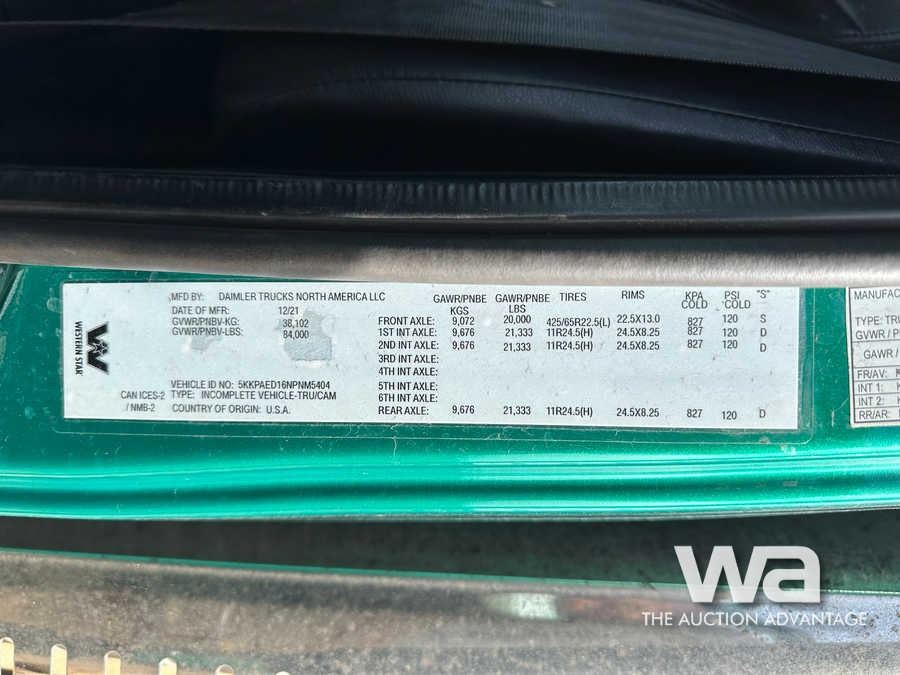 MFD BY: DAIMLER TRUCKS NORTH AMERICA LLC
DATE OF MFR: 12/21
GVWR/PNBV-KG: 38,102
GVWR/PNBV-LBS: 84,000
WESTERN STAR
VEHICLE ID NO: 5KKPAED16NPNM5404
CAN ICES-2 TYPE: INCOMPLETE VEHICLE-TRU/CAM
/ NMB-2 COUNTRY OF ORIGIN: U.S.A.
GAWR/PNBE KGS GAWR/PNBE LBS TIRES RIMS KPA COLD PSI COLD "S"
FRONT AXLE: 9,072 20,000 425/65R22.5(L) 22.5X13.0 827 120 S
1ST INT AXLE: 9,676 21,333 11R24.5(H) 24.5X8.25 827 120 D
2ND INT AXLE: 9,676 21,333 11R24.5(H) 24.5X8.25 827 120 D
3RD INT AXLE:
4TH INT AXLE:
5TH INT AXLE:
6TH INT AXLE:
REAR AXLE: 9,676 21,333 11R24.5(H) 24.5X8.25 827 120 D
MANUFAC
TYPE: TRU
GVWR / P
GAWR /
FR/AV:
INT 1:
INT 2:
RR/AR:
wa
THE AUCTION ADVANTAGE